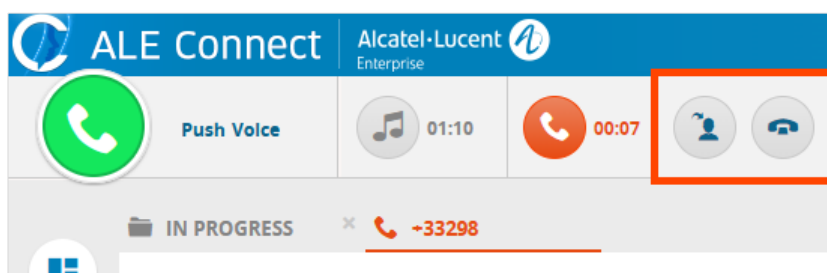 ALE Connect
Alcatel·Lucent
Enterprise
Push Voice
01:10
00:07
IN PROGRESS
+33298